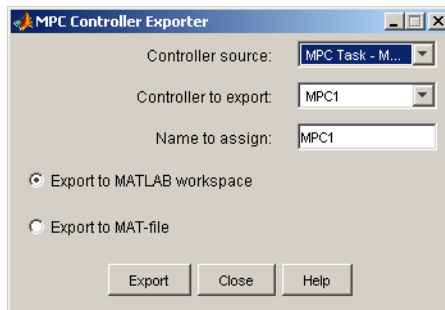 MPC Controller Exporter
Controller source: MPC Task - M...
Controller to export: MPC1
Name to assign: MPC1
Export to MATLAB workspace
Export to MAT-file
Export Close Help